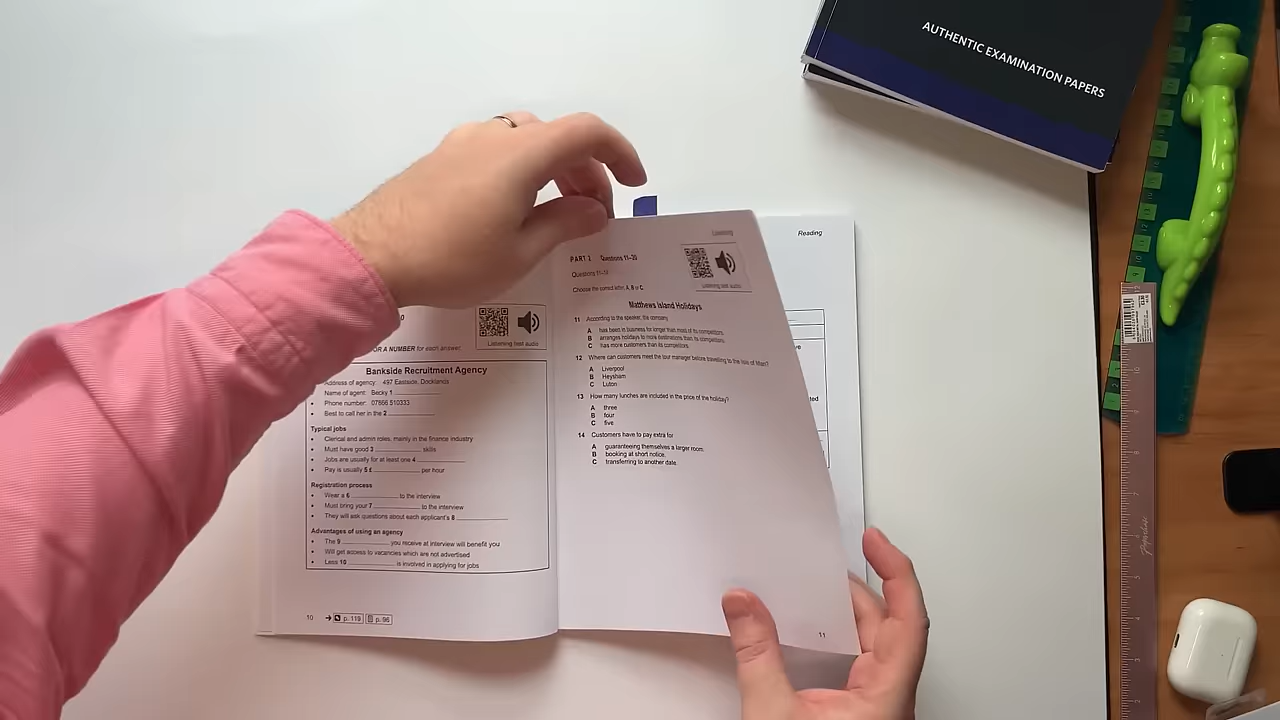 AUTHENTIC EXAMINATION PAPERS
OR A NUMBER for each answer.
Listening test audio
Bankside Recruitment Agency
Address of agency: 497 Eastside, Docklands
Name of agent: Becky 1
Phone number: 07866 510333
Best to call her in the 2
Typical jobs
• Clerical and admin roles, mainly in the finance industry
• Must have good 3 skills
• Jobs are usually for at least one 4
• Pay is usually 5 £ per hour
Registration process
• Wear a 6 to the interview
• Must bring your 7 to the interview
• They will ask questions about each applicant's 8
Advantages of using an agency
• The 9 you receive at interview will benefit you
• Will get access to vacancies which are not advertised
• Less 10 is involved in applying for jobs
10 → p. 119 p. 96
Listening
PART 2 Questions 11–20
Questions 11–14
Choose the correct letter, A, B or C.
Listening test audio
Matthews Island Holidays
11 According to the speaker, the company
A has been in business for longer than most of its competitors.
B arranges holidays to more destinations than its competitors.
C has more customers than its competitors.
12 Where can customers meet the tour manager before travelling to the Isle of Man?
A Liverpool
B Heysham
C Luton
13 How many lunches are included in the price of the holiday?
A three
B four
C five
14 Customers have to pay extra for
A guaranteeing themselves a larger room.
B booking at short notice.
C transferring to another date.
11
Reading